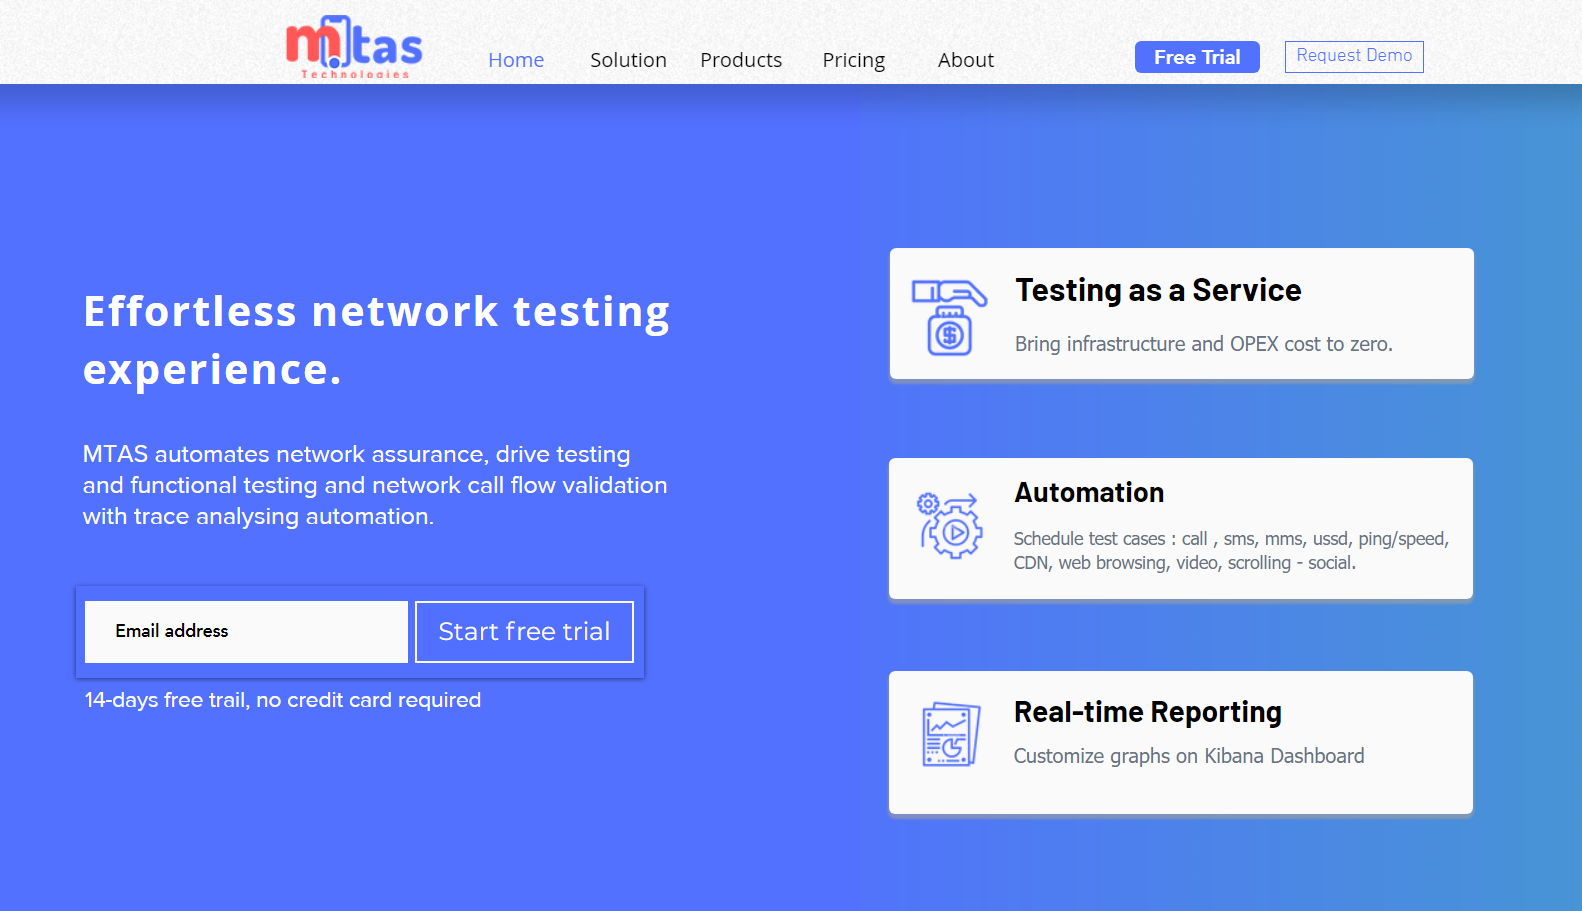 mtas
Technologies
Home Solution Products Pricing About Free Trial Request Demo
Effortless network testing
experience.
MTAS automates network assurance, drive testing
and functional testing and network call flow validation
with trace analysing automation.
Email address Start free trial
14-days free trail, no credit card required
Testing as a Service
Bring infrastructure and OPEX cost to zero.
Automation
Schedule test cases : call , sms, mms, ussd, ping/speed,
CDN, web browsing, video, scrolling - social.
Real-time Reporting
Customize graphs on Kibana Dashboard